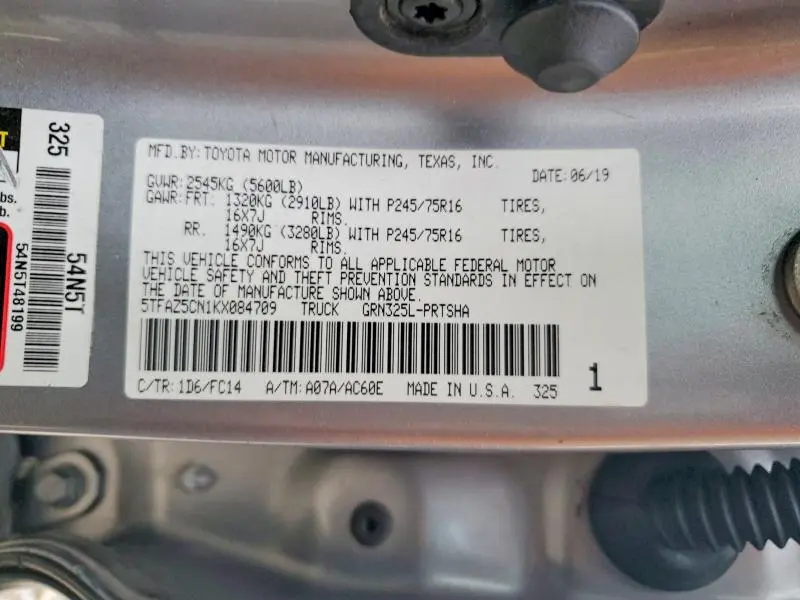 MFD.BY:TOYOTA MOTOR MANUFACTURING, TEXAS, INC.
DATE:06/19
GVWR:2545KG (5600LB)
GAWR:FRT: 1320KG (2910LB) WITH P245/75R16 TIRES,
16X7J RIMS.
RR. 1490KG (3280LB) WITH P245/75R16 TIRES,
16X7J RIMS.
THIS VEHICLE CONFORMS TO ALL APPLICABLE FEDERAL MOTOR
VEHICLE SAFETY AND THEFT PREVENTION STANDARDS IN EFFECT ON
THE DATE OF MANUFACTURE SHOWN ABOVE.
5TFAZ5CN1KX084709 TRUCK GRN325L-PRTSHA
C/TR:1D6/FC14 A/TM:A07A/AC60E MADE IN U.S.A. 325 1
325
54N5T
54N5T48199
bs.
b.
T